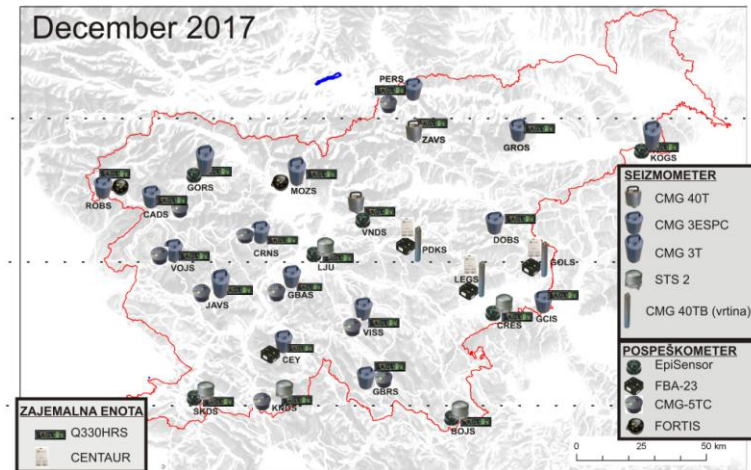 December 2017
PERS
ZAVS
GROS
KOGS
GORS
MOZS
ROBS
CADS
VNDS
PDKS
DOBS
VOJS
CRNS
LJU
LEGS
GOLS
JAVS
GBAS
VISS
CRES
GCIS
CEY
GBRS
SKDS
KNDS
BOJS
SEIZMOMETER
CMG 40T
CMG 3ESPC
CMG 3T
STS 2
CMG 40TB (vrtina)
POSPEŠKOMETER
EpiSensor
FBA-23
CMG-5TC
FORTIS
ZAJEMALNA ENOTA
Q330HRS
CENTAUR
0 25 50 km